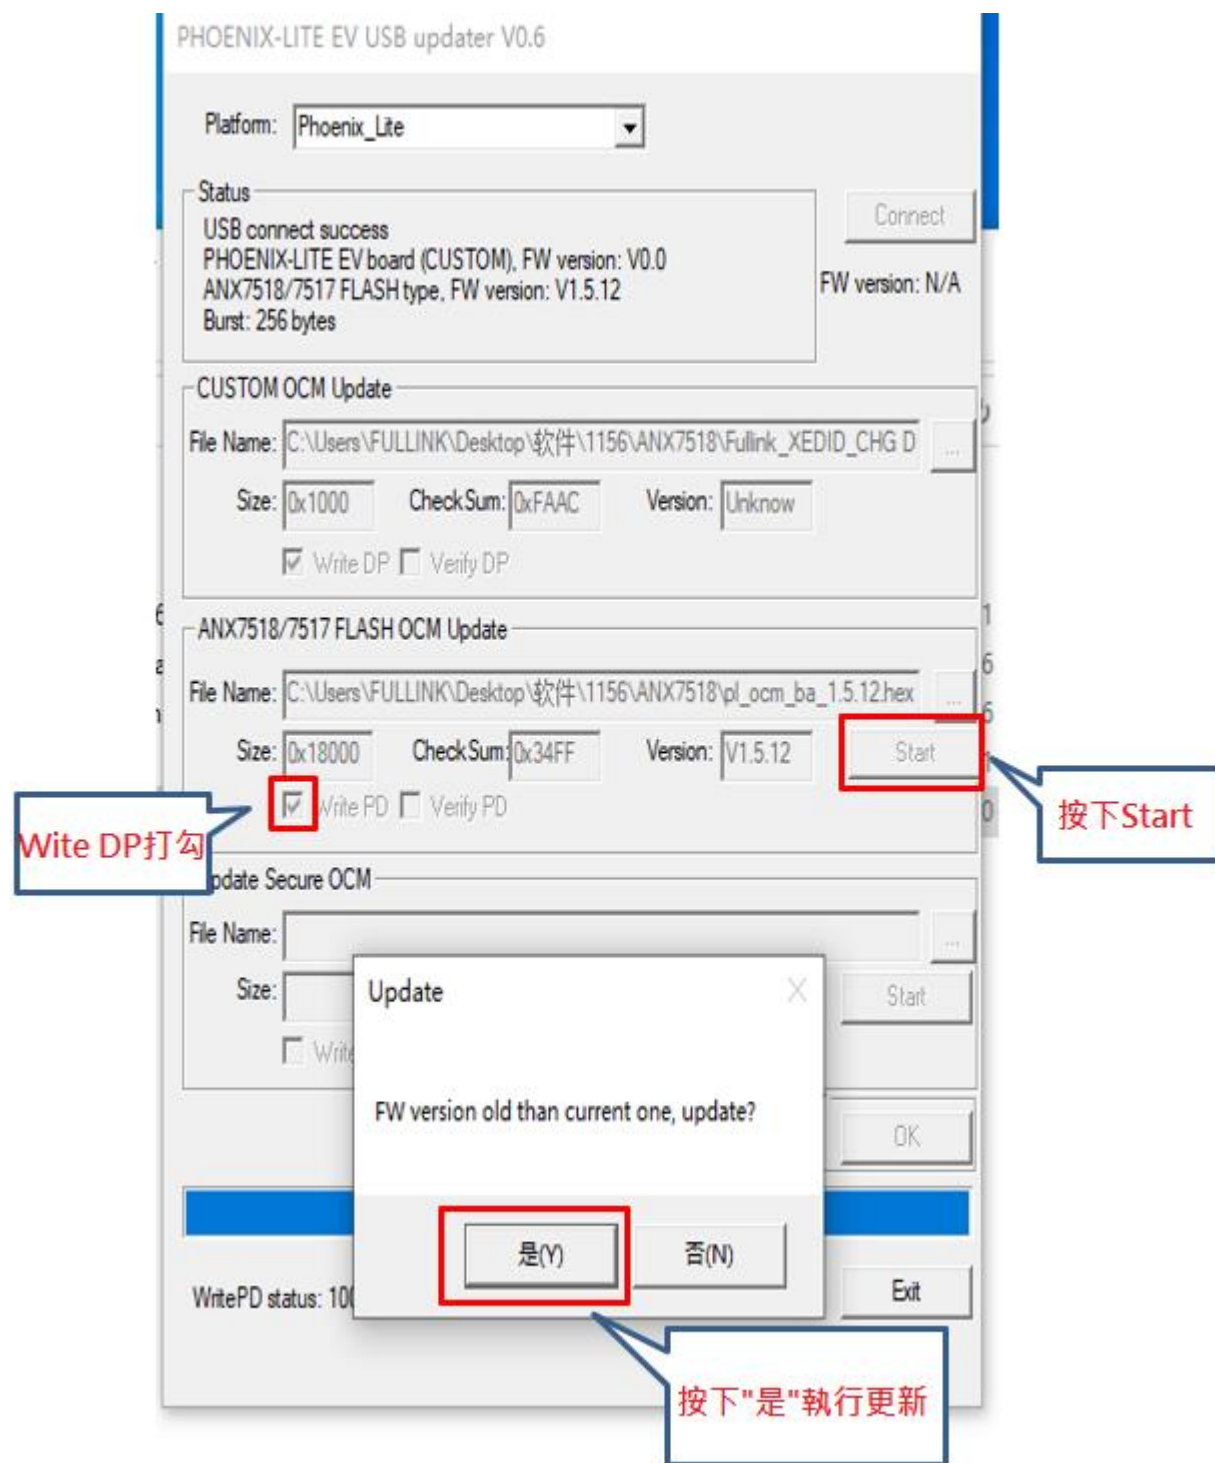 PHOENIX-LITE EV USB updater V0.6
Platform: Phoenix_Lite
Status
USB connect success
PHOENIX-LITE EV board (CUSTOM), FW version: V0.0
ANX7518/7517 FLASH type, FW version: V1.5.12
Burst: 256 bytes
Connect
FW version: N/A
CUSTOM OCM Update
File Name: C:\Users\FULLINK\Desktop\软件\1156\ANX7518\Fullink_XEDID_CHG D ...
Size: 0x1000 CheckSum: 0xFAAC Version: Unknow
Write DP Verify DP
ANX7518/7517 FLASH OCM Update
File Name: C:\Users\FULLINK\Desktop\软件\1156\ANX7518\pl_ocm_ba_1.5.12.hex ...
Size: 0x18000 CheckSum: 0x34FF Version: V1.5.12 Start
Write PD Verify PD
Wite DP打勾
按下Start
pdate Secure OCM
File Name: ...
Size: Start
Writ
Update X
FW version old than current one, update?
OK
是(Y) 否(N)
WritePD status: 100
Exit
按下"是"執行更新